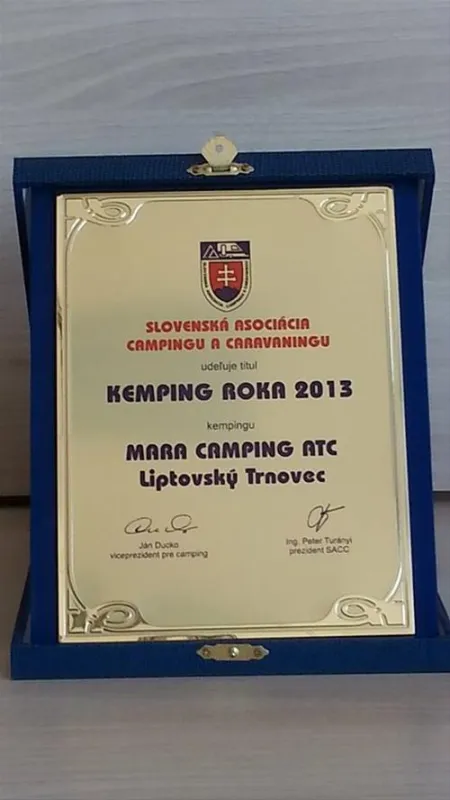 SLOVENSKÁ ASOCIÁCIA
CAMPINGU A CARAVANINGU
udeľuje titul
KEMPING ROKA 2013
kempingu
MARA CAMPING ATC
Liptovský Trnovec
Ján Ducko
viceprezident pre camping
Ing. Peter Turányi
prezident SACC